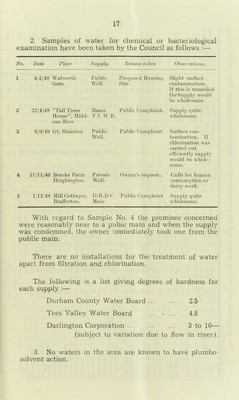 17
2. Samples of water for chemical or bacteriological
examination have been taken by the Council as follows :—
No. Date Place Supply. Reason taken Observations.
1 4/2/48 Walworth Gate Public Well. Proposed Housing Site Slight surface contamination. If this is remedied the supply would be wholesome.
2 22/4/48 "Tall Trees House", Middleton-One-Row Mains T.V.W.B. Public Complaint. Supply quite wholesome.
3 8/9/48 Gt. Stainton Public Well. Public Complaint Surface contamination. If chlorination was carried out efficiently supply would be wholesome.
4 17/11/48 Bracks Farm Heighington. Private Well. Owner's request, Unfit for human consumption or dairy work.
5 1/12/48 Mill Cottages, Brafferton. D.R.D.C. Main Public Complaint Supply quite wholesome.
With regard to Sample No. 4 the premises concerned
were reasonably near to a pubic main and when the supply
was condemned, the owner immediately took one from the
public main.
There are no installations for the treatment of water
apart from filtration and chlorination.
The following is a list giving degrees of hardness for
each supply :—
Durham County Water Board ... ... 2.5
Tees Valley Water Board ... ... 4.8
Darlington Corporation ... ... 3 to 10—
(subject to variation due to flow in river).
3. No waters in the area are known to have plumbo-
solvent action.